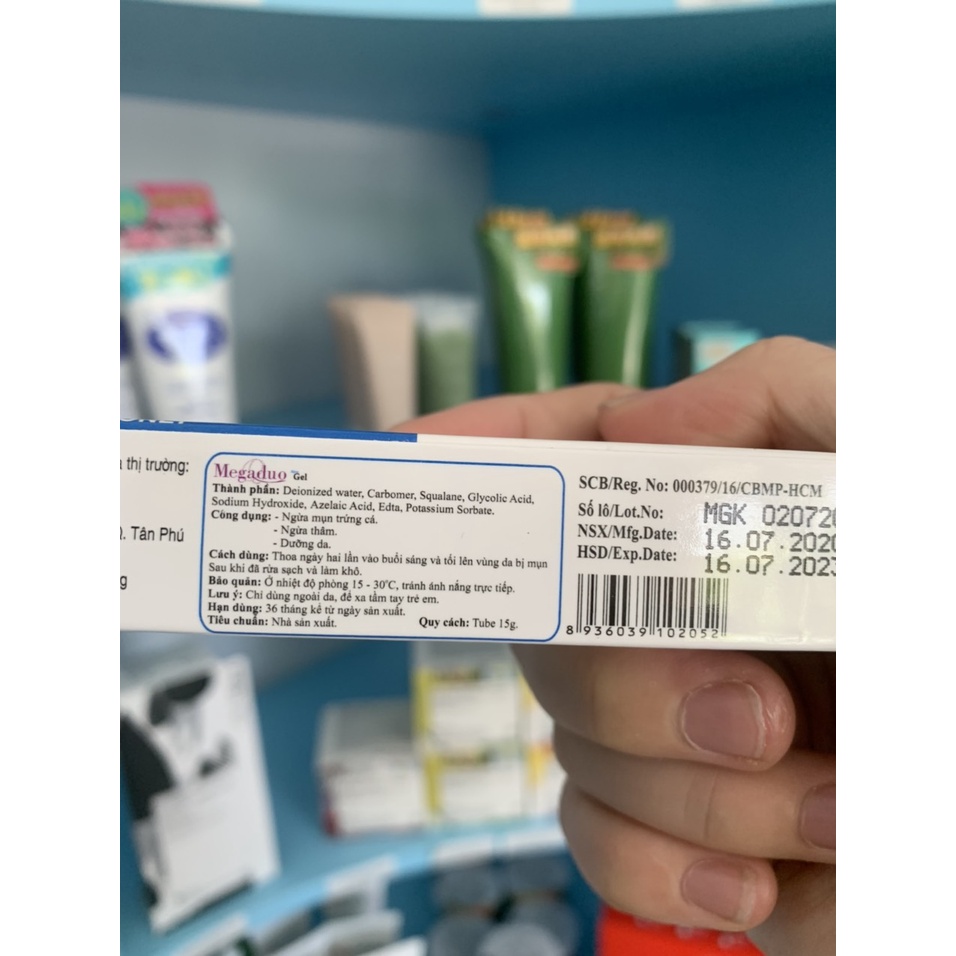 thị trường:
Tân Phú
Megaduo Gel
Thành phần: Deionized water, Carbomer, Squalane, Glycolic Acid,
Sodium Hydroxide, Azelaic Acid, Edta, Potassium Sorbate.
Công dụng: - Ngừa mụn trứng cá.
- Ngừa thâm.
- Dưỡng da.
Cách dùng: Thoa ngày hai lần vào buổi sáng và tối lên vùng da bị mụn
Sau khi đã rửa sạch và làm khô.
Bảo quản: Ở nhiệt độ phòng 15 - 30°C, tránh ánh nắng trực tiếp.
Lưu ý: Chỉ dùng ngoài da, để xa tầm tay trẻ em.
Hạn dùng: 36 tháng kể từ ngày sản xuất.
Tiêu chuẩn: Nhà sản xuất. Quy cách: Tube 15g.
SCB/Reg. No: 000379/16/CBMP-HCM
Số lô/Lot.No: MGK 020720
NSX/Mfg.Date: 16.07.2020
HSD/Exp.Date: 16.07.2023
8 936039 102052